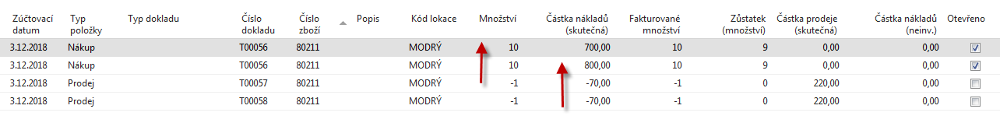 Zúčtovací datum Typ položky Typ dokladu Číslo dokladu Číslo zboží Popis Kód lokace Množství Částka nákladů (skutečná) Fakturované množství Zůstatek (množství) Částka prodeje (skutečná) Částka nákladů (neinv.) Otevřeno
3.12.2018 Nákup T00056 80211 MODRÝ 10 700,00 10 9 0,00 0,00
3.12.2018 Nákup T00056 80211 MODRÝ 10 800,00 10 9 0,00 0,00
3.12.2018 Prodej T00057 80211 MODRÝ -1 -70,00 -1 0 220,00 0,00
3.12.2018 Prodej T00058 80211 MODRÝ -1 -70,00 -1 0 220,00 0,00